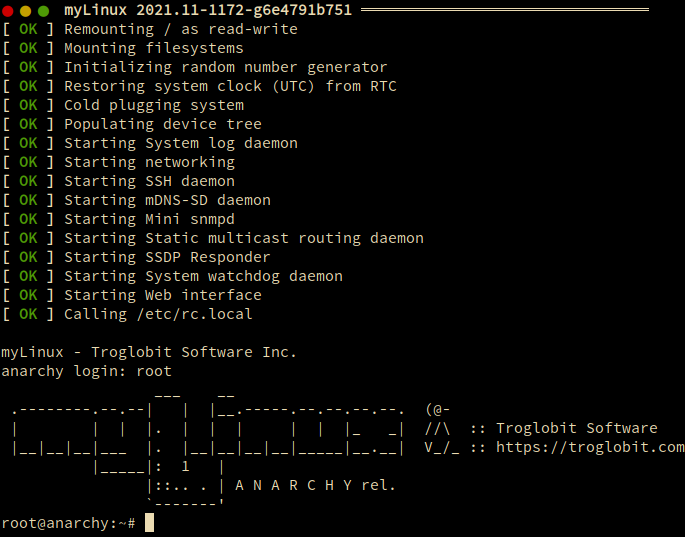 myLinux 2021.11-1172-g6e4791b751
[ OK ] Remounting / as read-write
[ OK ] Mounting filesystems
[ OK ] Initializing random number generator
[ OK ] Restoring system clock (UTC) from RTC
[ OK ] Cold plugging system
[ OK ] Populating device tree
[ OK ] Starting System log daemon
[ OK ] Starting networking
[ OK ] Starting SSH daemon
[ OK ] Starting mDNS-SD daemon
[ OK ] Starting Mini snmpd
[ OK ] Starting Static multicast routing daemon
[ OK ] Starting SSDP Responder
[ OK ] Starting System watchdog daemon
[ OK ] Starting Web interface
[ OK ] Calling /etc/rc.local
myLinux - Troglobit Software Inc.
anarchy login: root
myLinux
:: Troglobit Software
:: https://troglobit.com
A N A R C H Y rel.
root@anarchy:~#